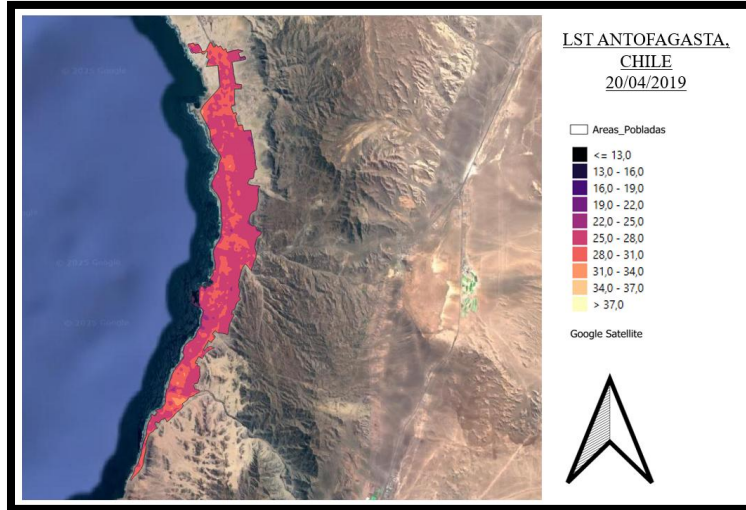 LST ANTOFAGASTA,
CHILE
20/04/2019
Areas_Pobladas
<= 13,0
13,0 - 16,0
16,0 - 19,0
19,0 - 22,0
22,0 - 25,0
25,0 - 28,0
28,0 - 31,0
31,0 - 34,0
34,0 - 37,0
> 37,0
Google Satellite